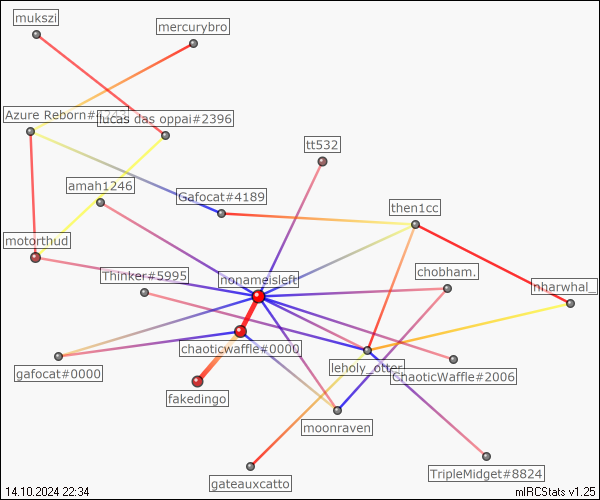 mukszi
mercurybro
Azure Reborn#
lucas das oppai#2396
tt532
amah1246
Gafocat#4189
then1cc
motorthud
Thinker#5995
nonameisleft
chobham.
nharwhal_
chaoticwaffle#0000
gafocat#0000
leholy_otter
ChaoticWaffle#2006
fakedingo
moonraven
gateauxcatto
TripleMidget#8824
14.10.2024 22:34
mIRCStats v1.25